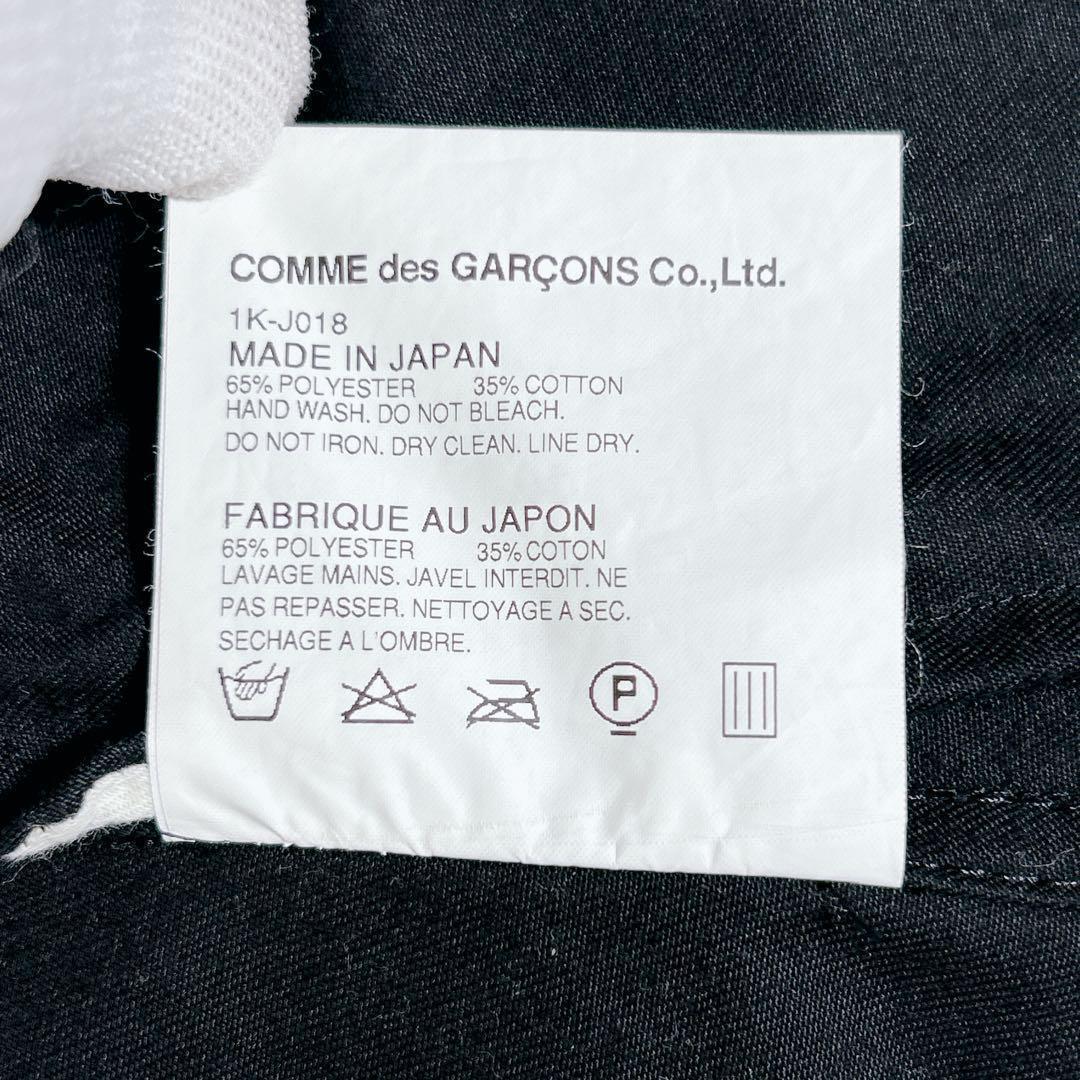 COMME des GARÇONS Co.,Ltd.
1K-J018
MADE IN JAPAN
65% POLYESTER 35% COTTON
HAND WASH. DO NOT BLEACH.
DO NOT IRON. DRY CLEAN. LINE DRY.
FABRIQUE AU JAPON
65% POLYESTER 35% COTON
LAVAGE MAINS. JAVEL INTERDIT. NE
PAS REPASSER. NETTOYAGE A SEC.
SECHAGE A L'OMBRE.
P